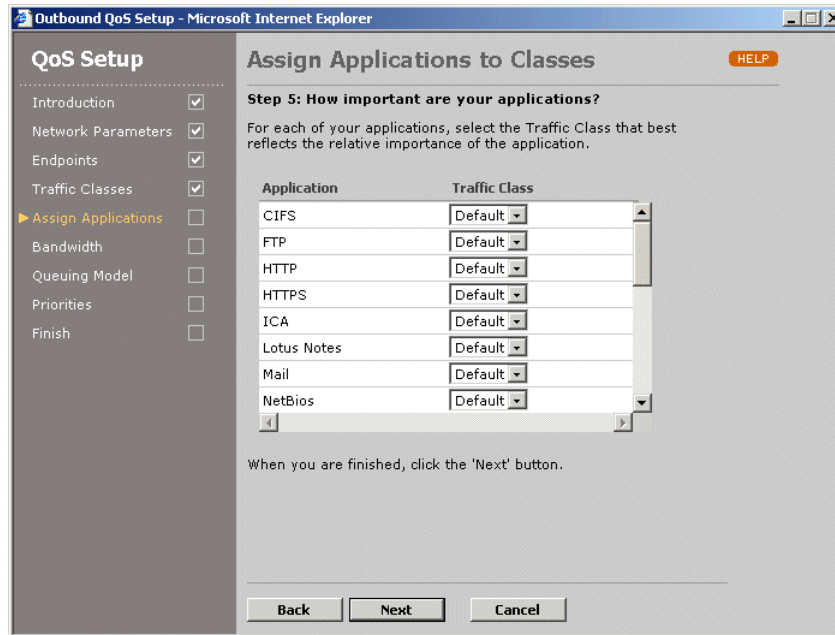 Outbound QoS Setup - Microsoft Internet Explorer
QoS Setup
Introduction
Network Parameters
Endpoints
Traffic Classes
Assign Applications
Bandwidth
Queuing Model
Priorities
Finish
Assign Applications to Classes
HELP
Step 5: How important are your applications?
For each of your applications, select the Traffic Class that best
reflects the relative importance of the application.
Application Traffic Class
CIFS Default
FTP Default
HTTP Default
HTTPS Default
ICA Default
Lotus Notes Default
Mail Default
NetBios Default
When you are finished, click the 'Next' button.
Back Next Cancel